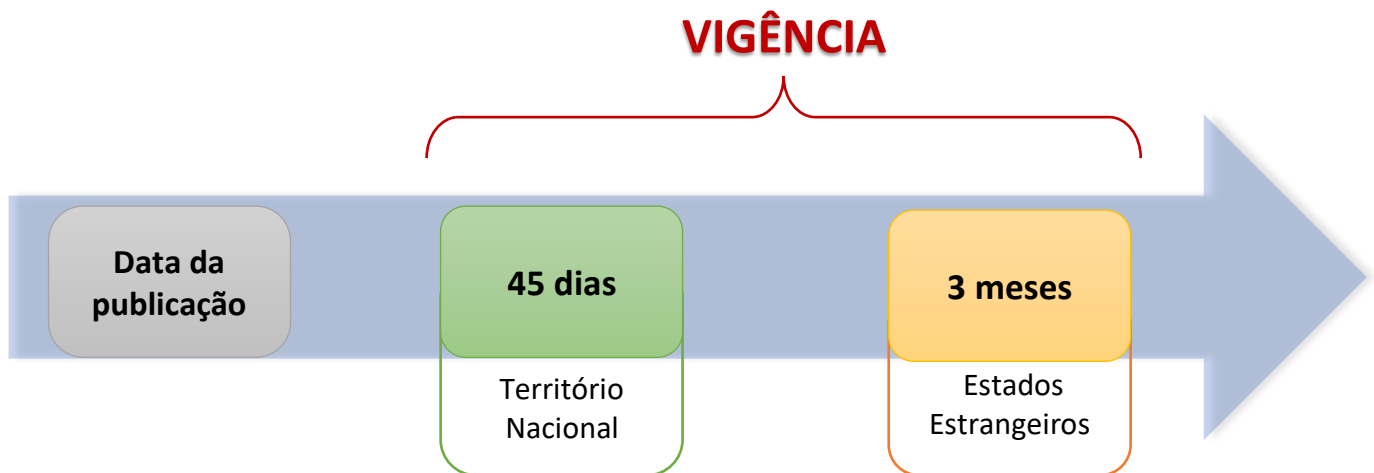 VIGÊNCIA
Data da
publicação
45 dias
Território
Nacional
3 meses
Estados
Estrangeiros